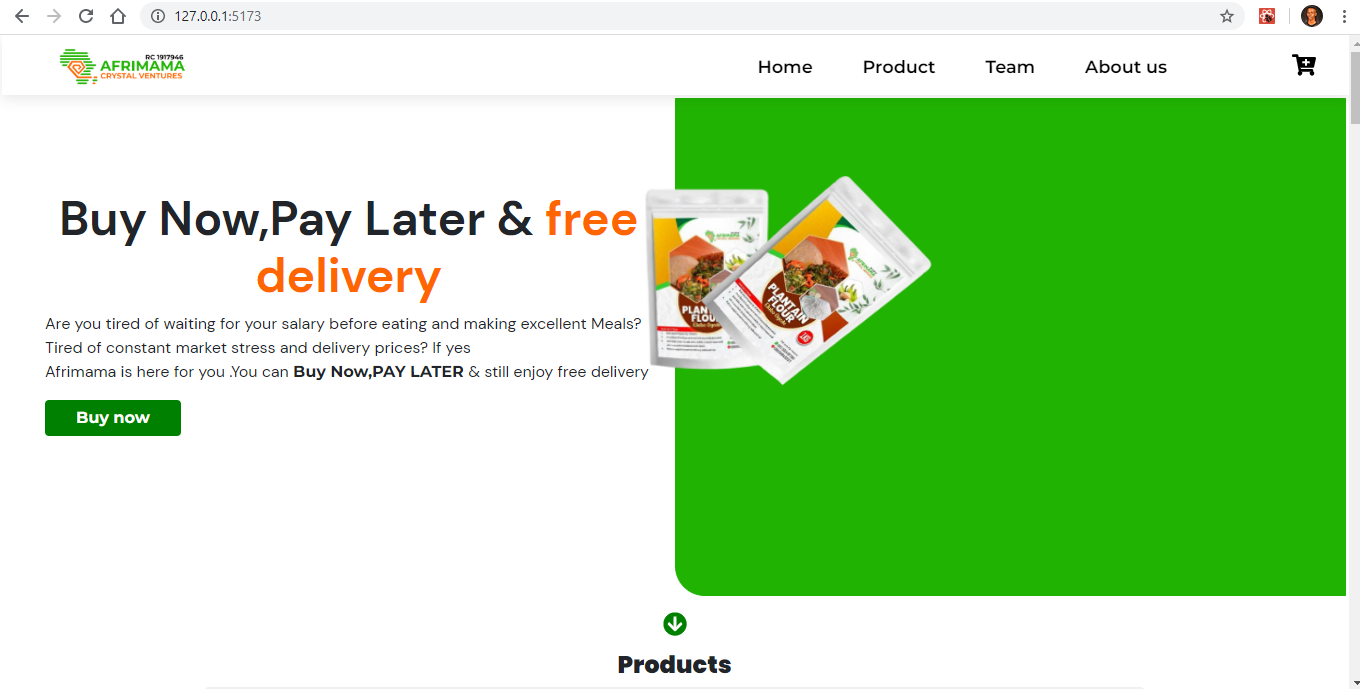 127.0.0.1:5173
RC 1917946
AFRIMAMA
CRYSTAL VENTURES
Home
Product
Team
About us
Buy Now,Pay Later & free
delivery
Are you tired of waiting for your salary before eating and making excellent Meals?
Tired of constant market stress and delivery prices? If yes
Afrimama is here for you .You can Buy Now,PAY LATER & still enjoy free delivery
Buy now
AFRIMAMA
PLANTAIN
FLOUR
Products